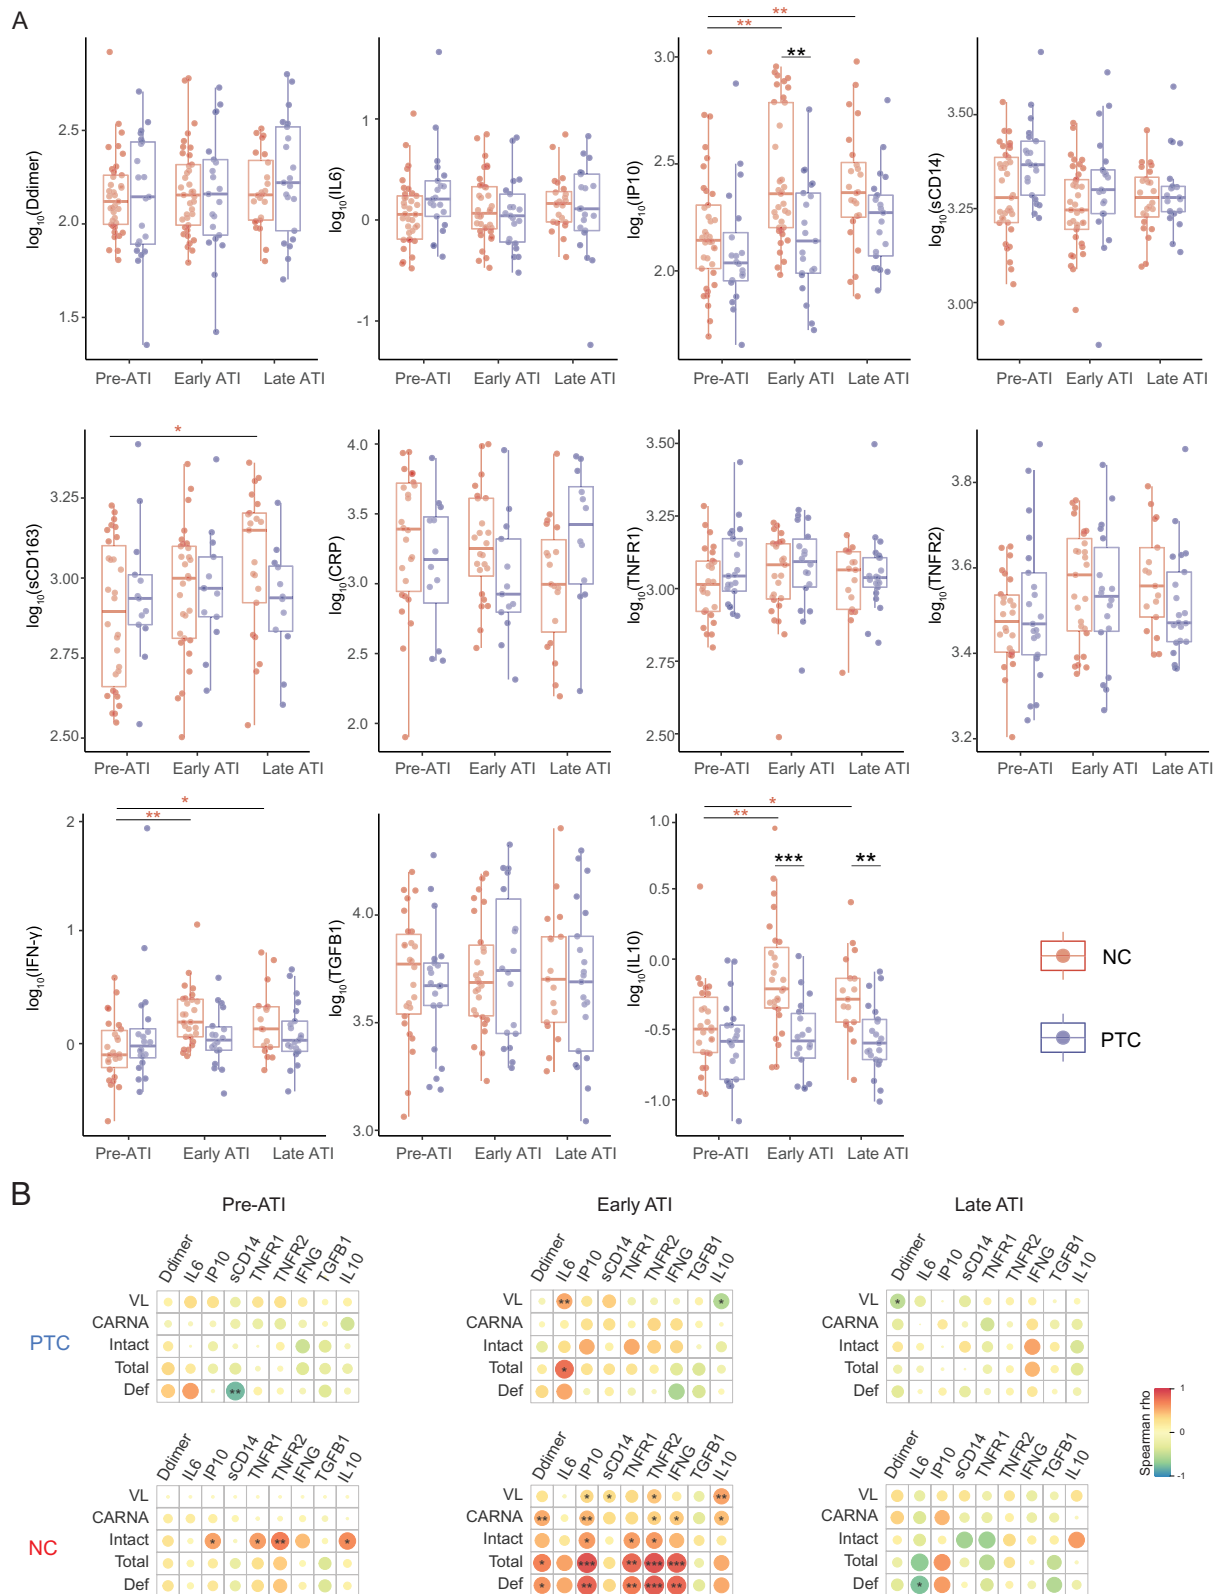 A
** **
**
3.0
1
3.50
2.5
2.5
2.0
0
3.25
2.0
3.00
1.5
-1
log10(Ddimer)
log10(IL6)
log10(IP10)
log10(sCD14)
Pre-ATI Early ATI Late ATI
Pre-ATI Early ATI Late ATI
Pre-ATI Early ATI Late ATI
Pre-ATI Early ATI Late ATI
*
4.0
3.50
3.8
3.25
3.5
3.25
3.6
3.00
3.0
3.00
3.4
2.75
2.5
2.75
2.50
2.0
2.50
3.2
log10(sCD163)
log10(CRP)
log10(TNFR1)
log10(TNFR2)
Pre-ATI Early ATI Late ATI
Pre-ATI Early ATI Late ATI
Pre-ATI Early ATI Late ATI
Pre-ATI Early ATI Late ATI
*
**
*
**
*** **
2
1.0
1
4.0
0.5
0.0
0
3.5
-0.5
3.0
-1.0
log10(IFN-γ)
log10(TGFB1)
log10(IL10)
NC
PTC
Pre-ATI Early ATI Late ATI
Pre-ATI Early ATI Late ATI
Pre-ATI Early ATI Late ATI
B
Pre-ATI Early ATI Late ATI
Ddimer IL6 IP10 sCD14 TNFR1 TNFR2 IFNG TGFB1 IL10
Ddimer IL6 IP10 sCD14 TNFR1 TNFR2 IFNG TGFB1 IL10
Ddimer IL6 IP10 sCD14 TNFR1 TNFR2 IFNG TGFB1 IL10
PTC
VL
CARNA
Intact
Total
Def **
VL ** *
CARNA
Intact
Total *
Def
VL *
CARNA
Intact
Total
Def
Spearman rho
1
0
-1
Ddimer IL6 IP10 sCD14 TNFR1 TNFR2 IFNG TGFB1 IL10
Ddimer IL6 IP10 sCD14 TNFR1 TNFR2 IFNG TGFB1 IL10
Ddimer IL6 IP10 sCD14 TNFR1 TNFR2 IFNG TGFB1 IL10
NC
VL
CARNA
Intact * * ** *
Total
Def
VL * * * **
CARNA ** ** * * *
Intact * * *
Total * *** ** *** ***
Def * ** ** *** **
VL
CARNA
Intact
Total
Def *